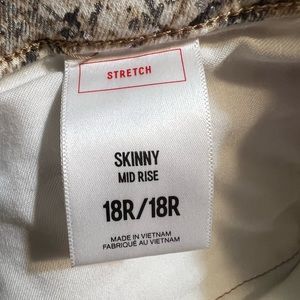 STRETCH
SKINNY
MID RISE
18R/18R
MADE IN VIETNAM
FABRIQUÉ AU VIETNAM